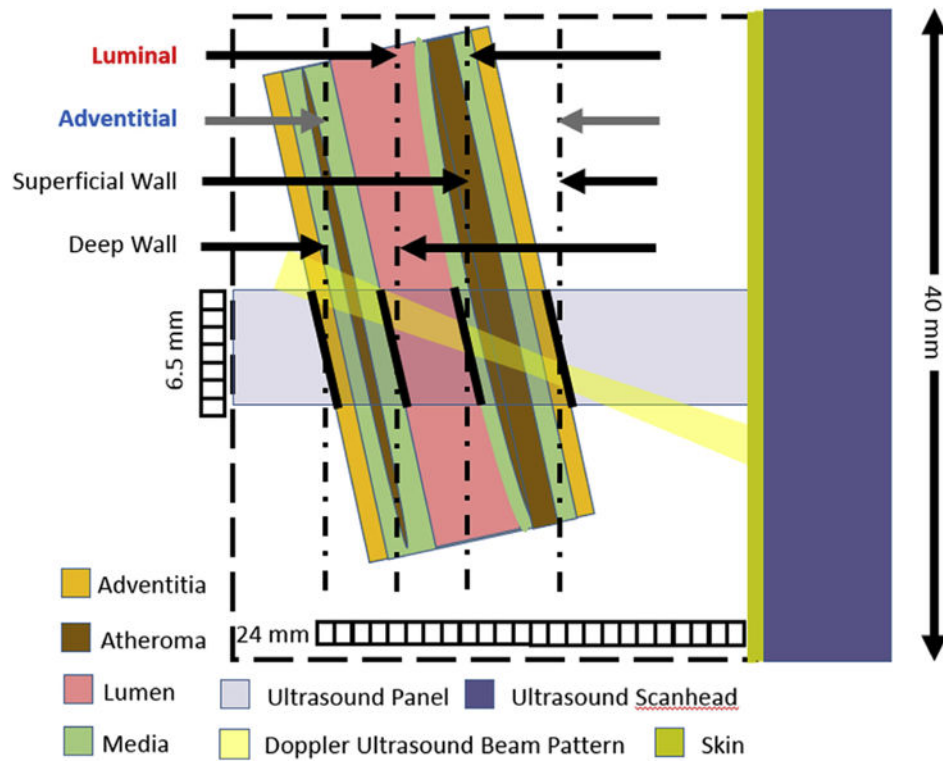 Luminal
Adventitial
Superficial Wall
Deep Wall
6.5 mm
40 mm
24 mm
Adventitia
Atheroma
Lumen
Ultrasound Panel
Ultrasound Scanhead
Media
Doppler Ultrasound Beam Pattern
Skin